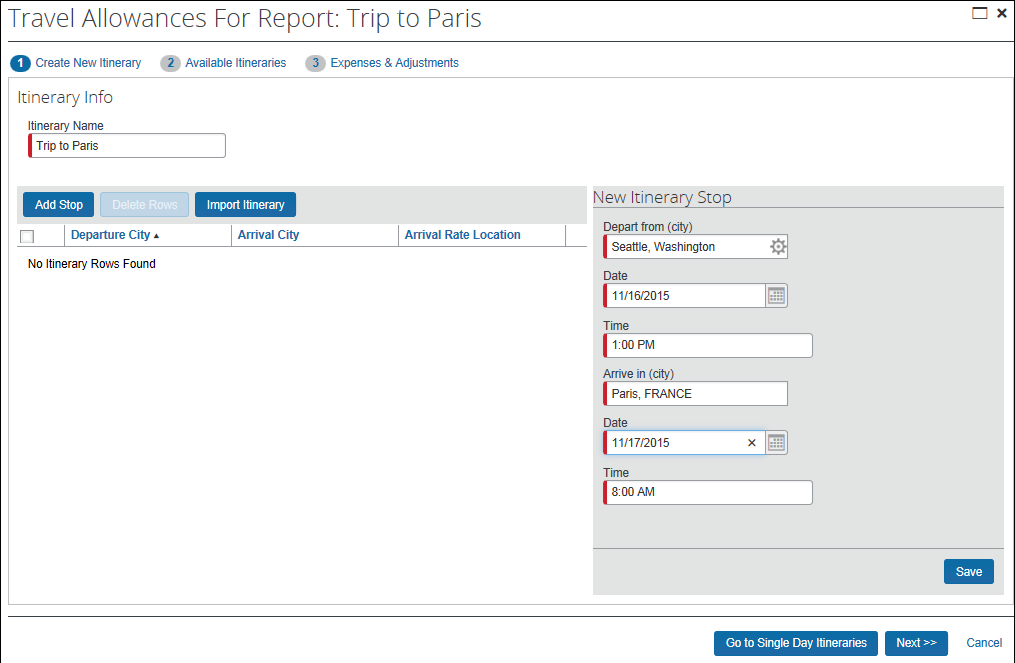 Travel Allowances For Report: Trip to Paris
1 Create New Itinerary 2 Available Itineraries 3 Expenses & Adjustments
Itinerary Info
Itinerary Name
Trip to Paris
Add Stop Delete Rows Import Itinerary
Departure City Arrival City Arrival Rate Location
No Itinerary Rows Found
New Itinerary Stop
Depart from (city)
Seattle, Washington
Date
11/16/2015
Time
1:00 PM
Arrive in (city)
Paris, FRANCE
Date
11/17/2015
Time
8:00 AM
Save
Go to Single Day Itineraries Next >> Cancel